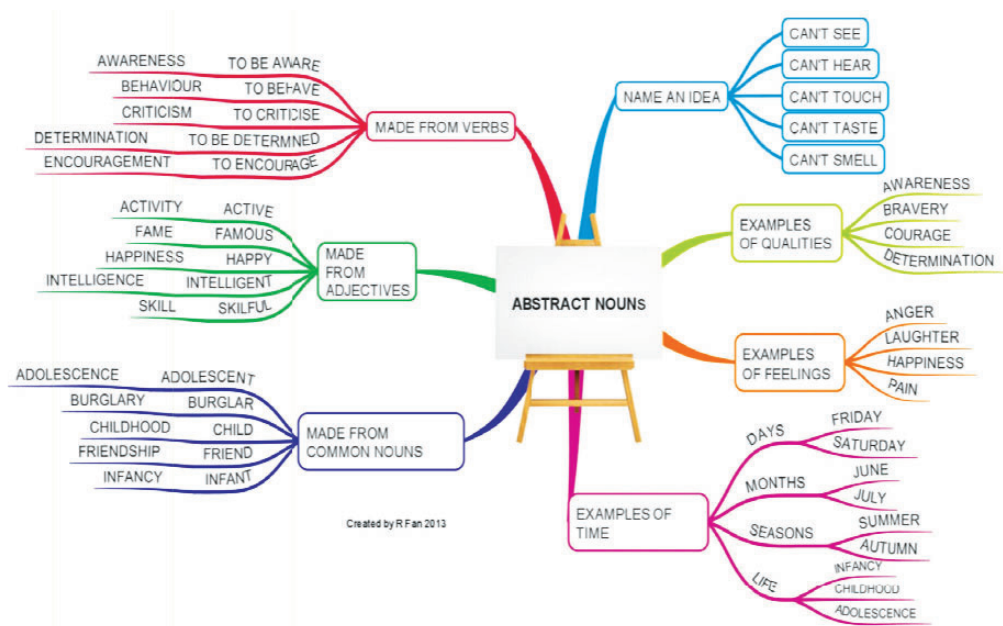 ABSTRACT NOUNS
MADE FROM VERBS
AWARENESS TO BE AWARE
BEHAVIOUR TO BEHAVE
CRITICISM TO CRITICISE
DETERMINATION TO BE DETERMNED
ENCOURAGEMENT TO ENCOURAGE
MADE
FROM
ADJECTIVES
ACTIVITY ACTIVE
FAME FAMOUS
HAPPINESS HAPPY
INTELLIGENCE INTELLIGENT
SKILL SKILFUL
MADE FROM
COMMON NOUNS
ADOLESCENCE ADOLESCENT
BURGLARY BURGLAR
CHILDHOOD CHILD
FRIENDSHIP FRIEND
INFANCY INFANT
NAME AN IDEA
CAN'T SEE
CAN'T HEAR
CAN'T TOUCH
CAN'T TASTE
CAN'T SMELL
EXAMPLES
OF QUALITIES
AWARENESS
BRAVERY
COURAGE
DETERMINATION
EXAMPLES
OF FEELINGS
ANGER
LAUGHTER
HAPPINESS
PAIN
EXAMPLES OF
TIME
DAYS
FRIDAY
SATURDAY
MONTHS
JUNE
JULY
SEASONS
SUMMER
AUTUMN
LIFE
INFANCY
CHILDHOOD
ADOLESCENCE
Created by R Fan 2013